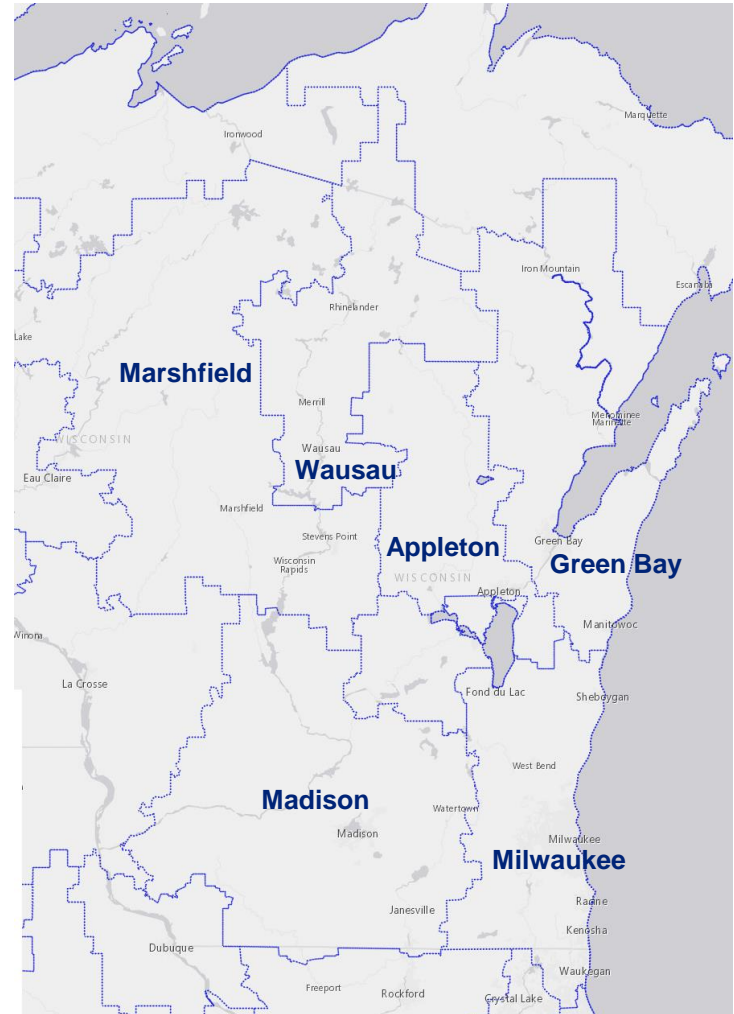 Marquette
Ironwood
Iron Mountain
Escanaba
Rhinelander
Lake
Marshfield
Merrill
Menominee
Marinette
WISCONSIN
Wausau
Wausau
Eau Claire
Marshfield
Stevens Point
Appleton
Green Bay
Green Bay
Wisconsin
Rapids
WISCONSIN
Appleton
Manitowoc
Winona
La Crosse
Fond du Lac
Sheboygan
West Bend
Madison
Watertown
Madison
Milwaukee
Milwaukee
Racine
Janesville
Kenosha
Dubuque
Waukegan
Freeport
Rockford
Crystal Lake